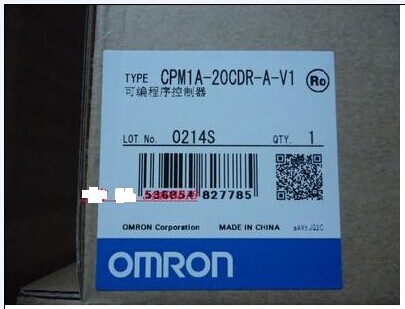 TYPE CPM1A-20CDR-A-V1
可编程序控制器
LOT No. 0214S QTY. 1
827785
OMRON Corporation MADE IN CHINA
OMRON